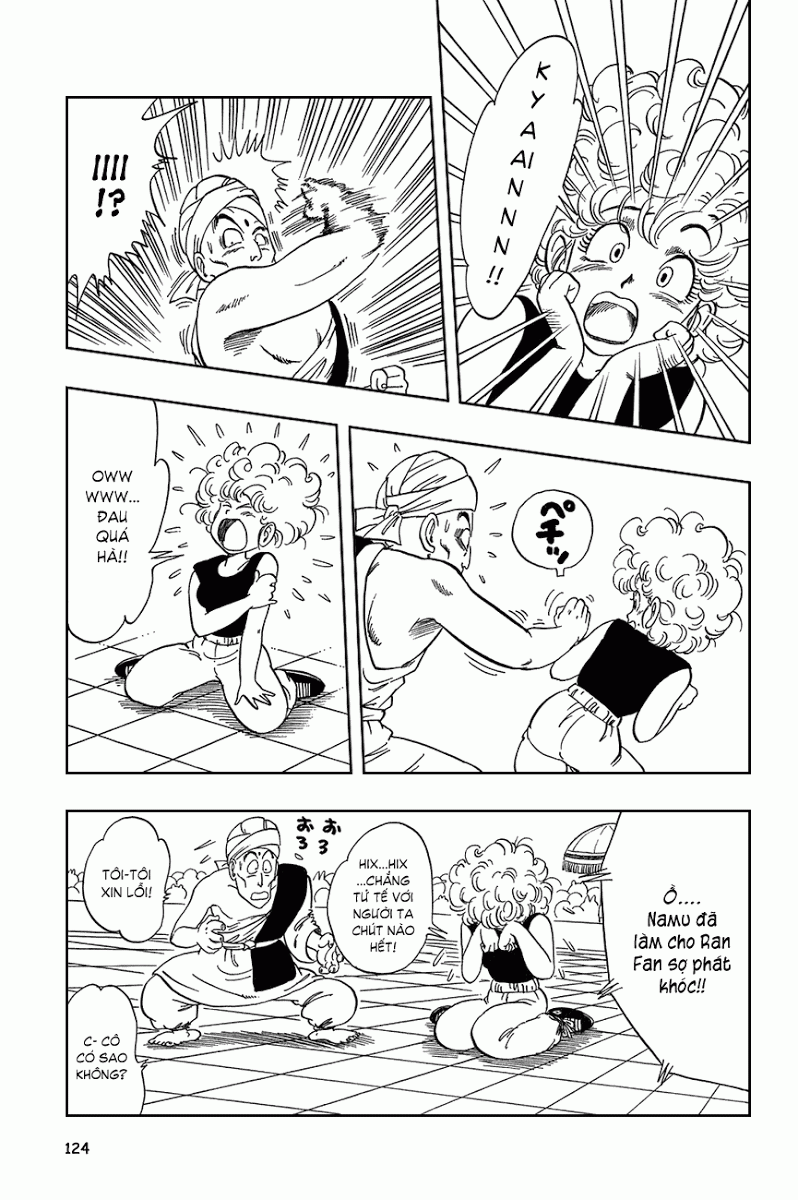 K
Y
A
A
I
N
N
N
!!
!!!!
!?
ペチッ
OWW
WWW...
ĐAU
QUÁ
HÀ!!
Ồ....
NAMU ĐÃ
LÀM CHO RAN
FAN SỢ PHÁT
KHÓC!!
HIX...HIX
...CHẲNG
TỬ TẾ VỚI
NGƯỜI TA
CHÚT NÀO
HẾT!
おろ
おろ
TÔI-TÔI
XIN LỖI!
C- CÔ
CÓ SAO
KHÔNG?
124